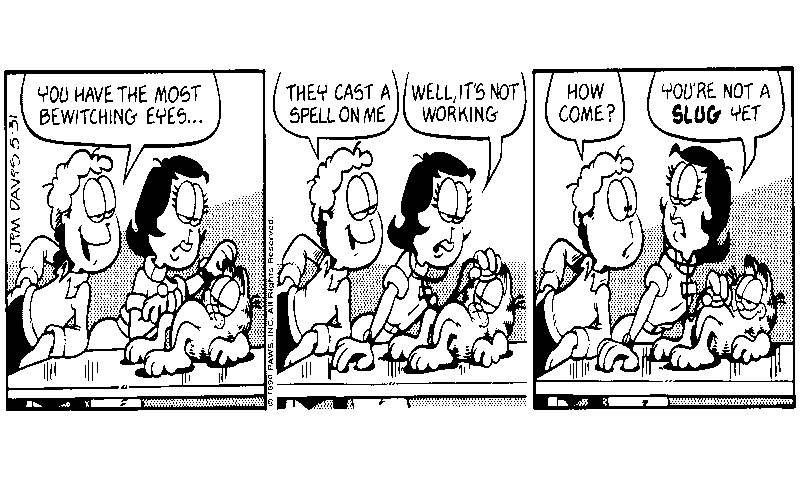 YOU HAVE THE MOST
BEWITCHING EYES...
JIM DAVIS 5·31
THEY CAST A
SPELL ON ME
WELL, IT'S NOT
WORKING
© 1990 PAWS, INC. All Rights Reserved.
HOW
COME?
YOU'RE NOT A
SLUG YET